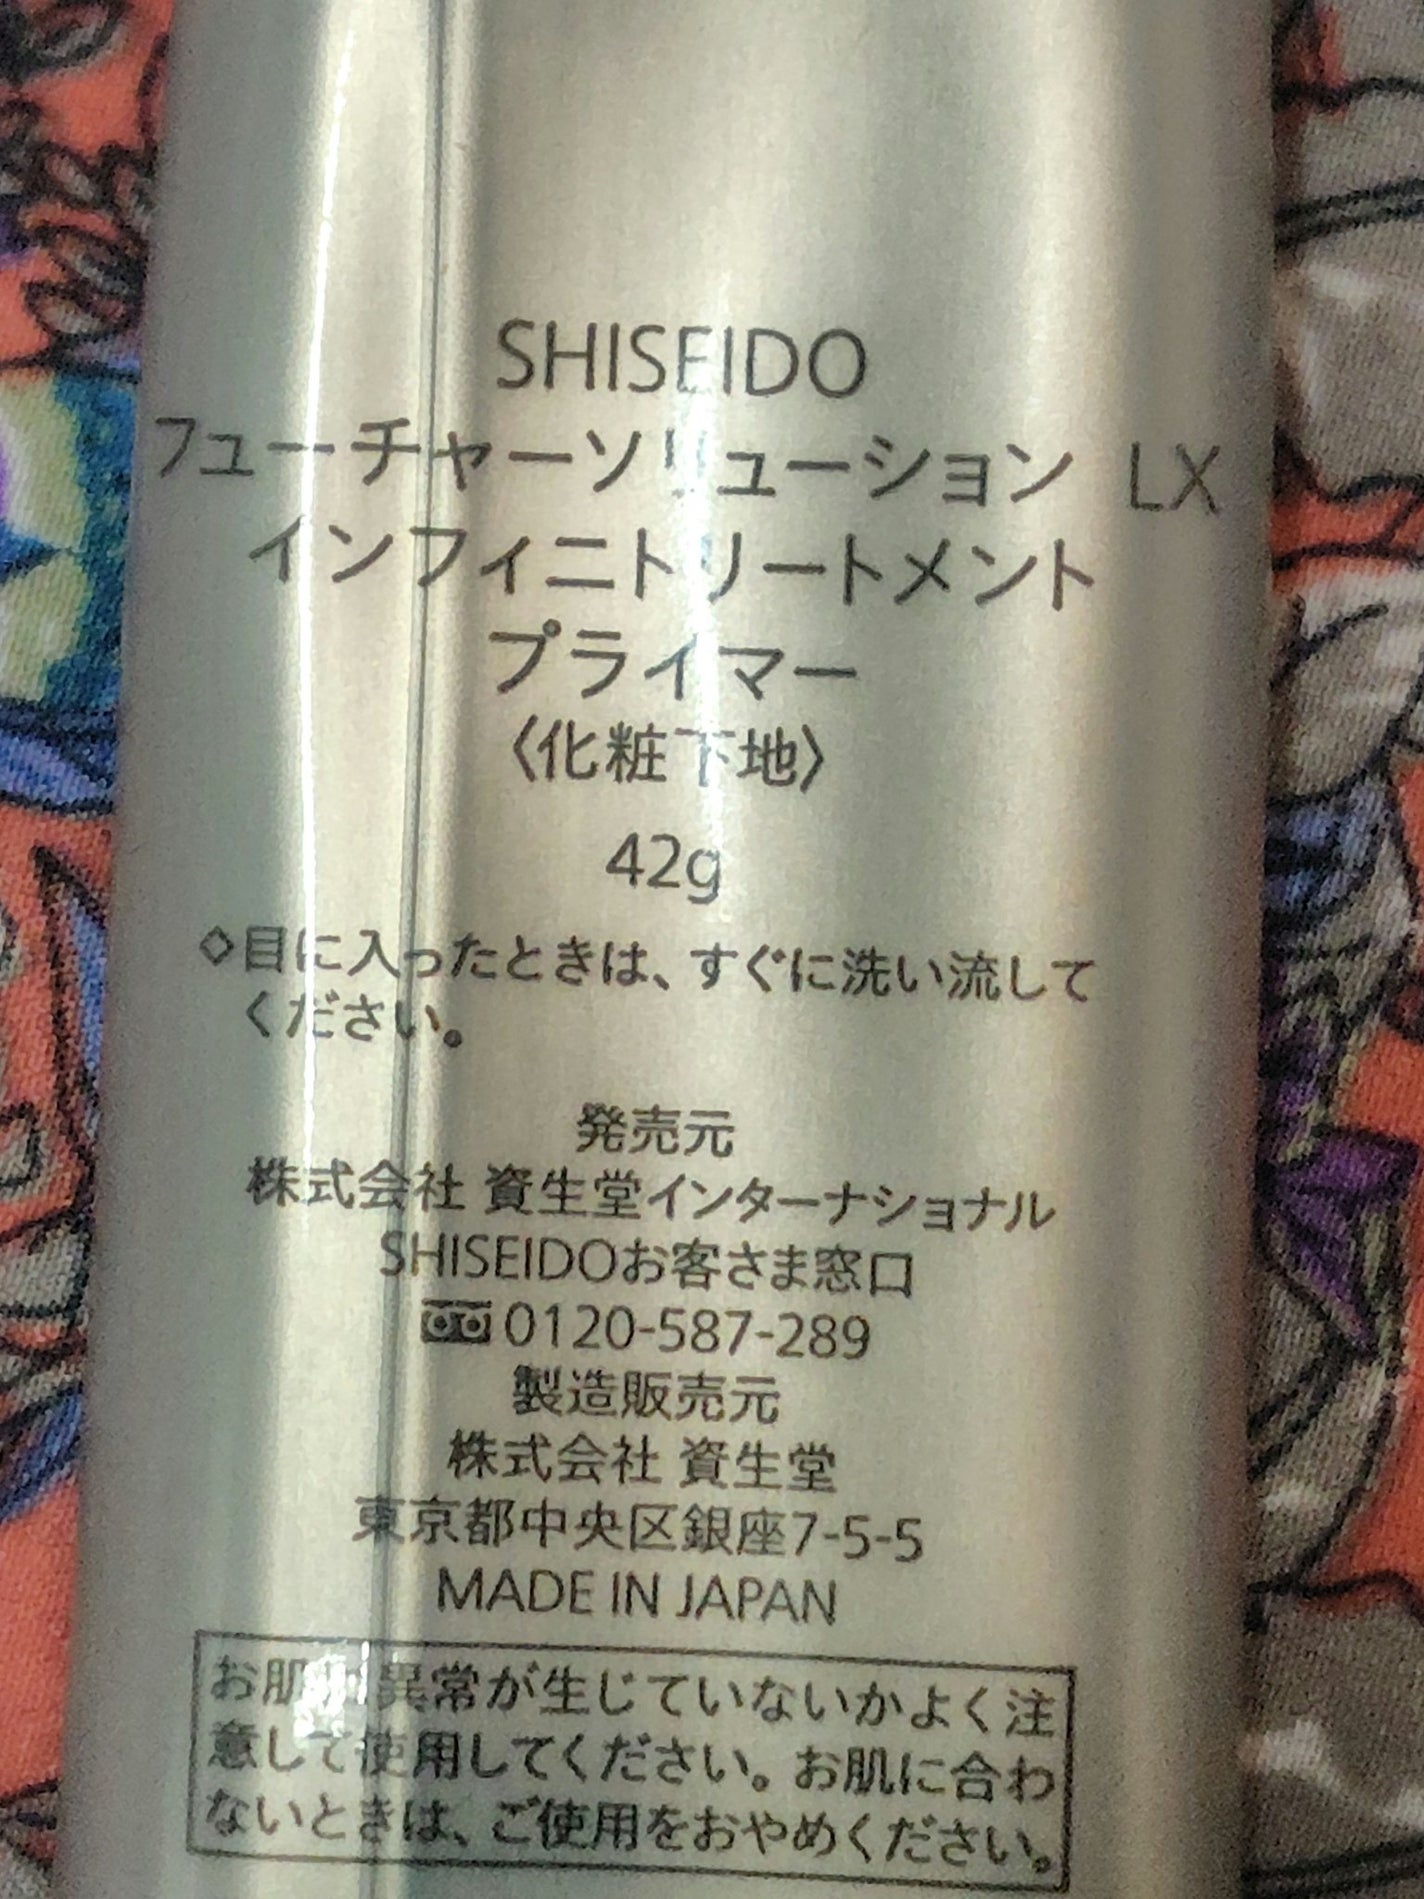 SHISEIDO
フューチャーソリューション LX
インフィニトリートメント
プライマー
〈化粧下地〉
42g
◇目に入ったときは、すぐに洗い流して
ください。
発売元
株式会社 資生堂インターナショナル
SHISEIDOお客さま窓口
0120-587-289
製造販売元
株式会社 資生堂
東京都中央区銀座7-5-5
MADE IN JAPAN
お肌に異常が生じていないかよく注
意して使用してください。お肌に合わ
ないときは、ご使用をおやめください。